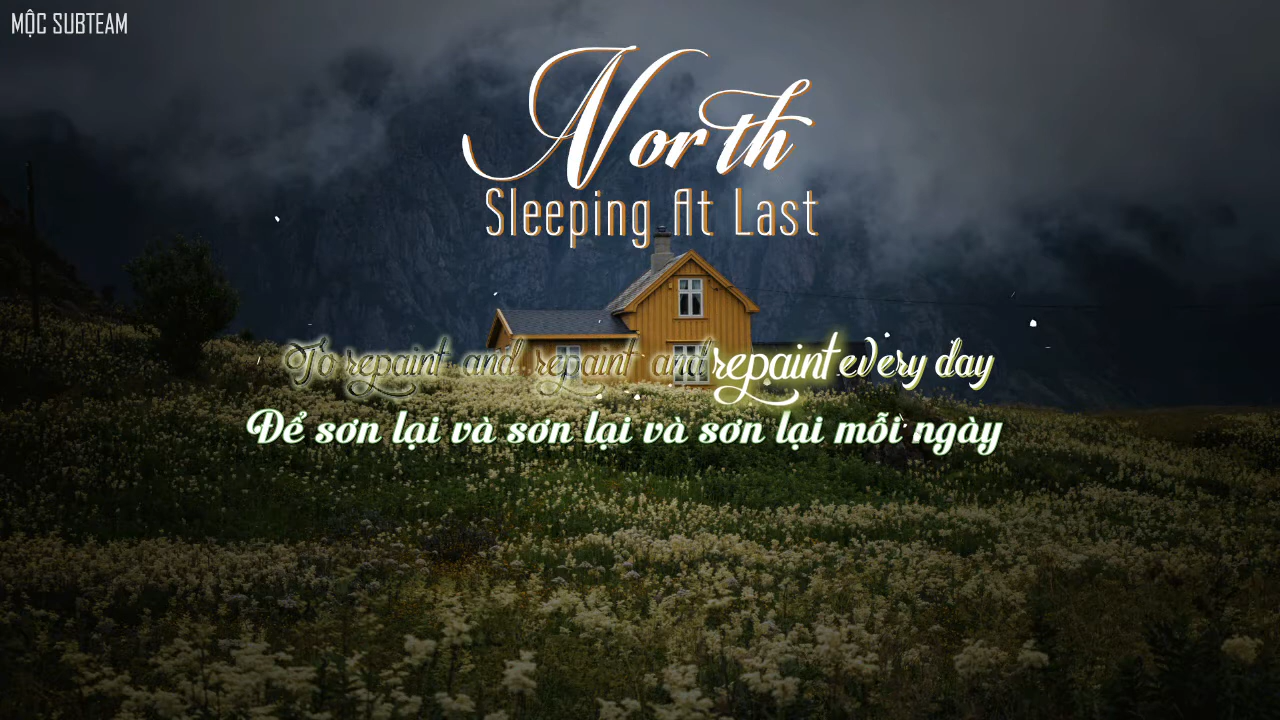 MỘC SUBTEAM
North
Sleeping At Last
To repaint and repaint and repaint every day
Để sơn lại và sơn lại và sơn lại mỗi ngày